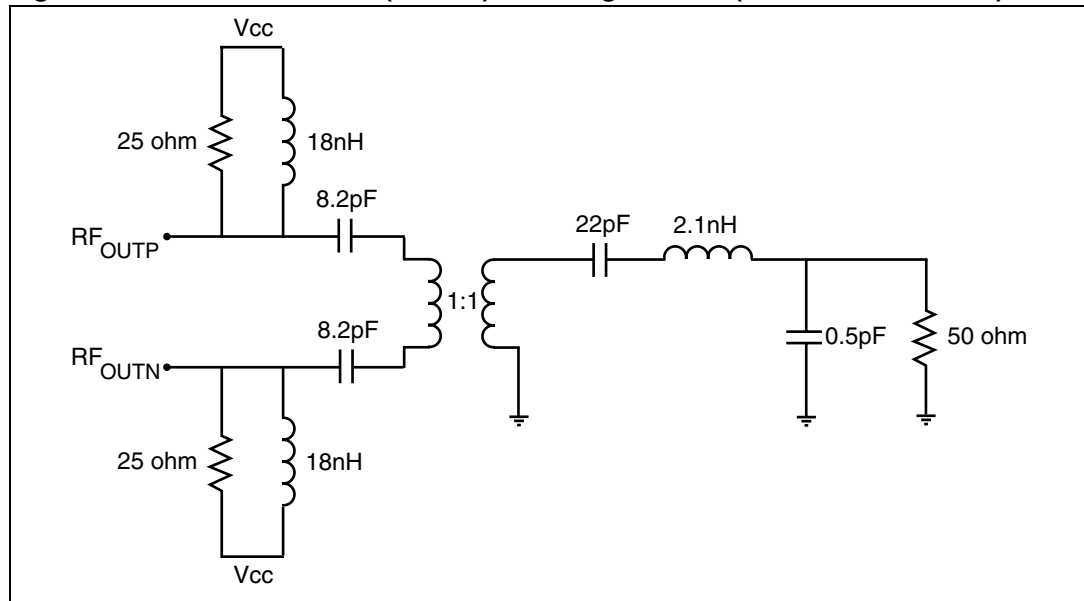 Vcc
25 ohm
18nH
8.2pF
RFOUTP
22pF
2.1nH
1:1
0.5pF
50 ohm
8.2pF
RFOUTN
25 ohm
18nH
Vcc